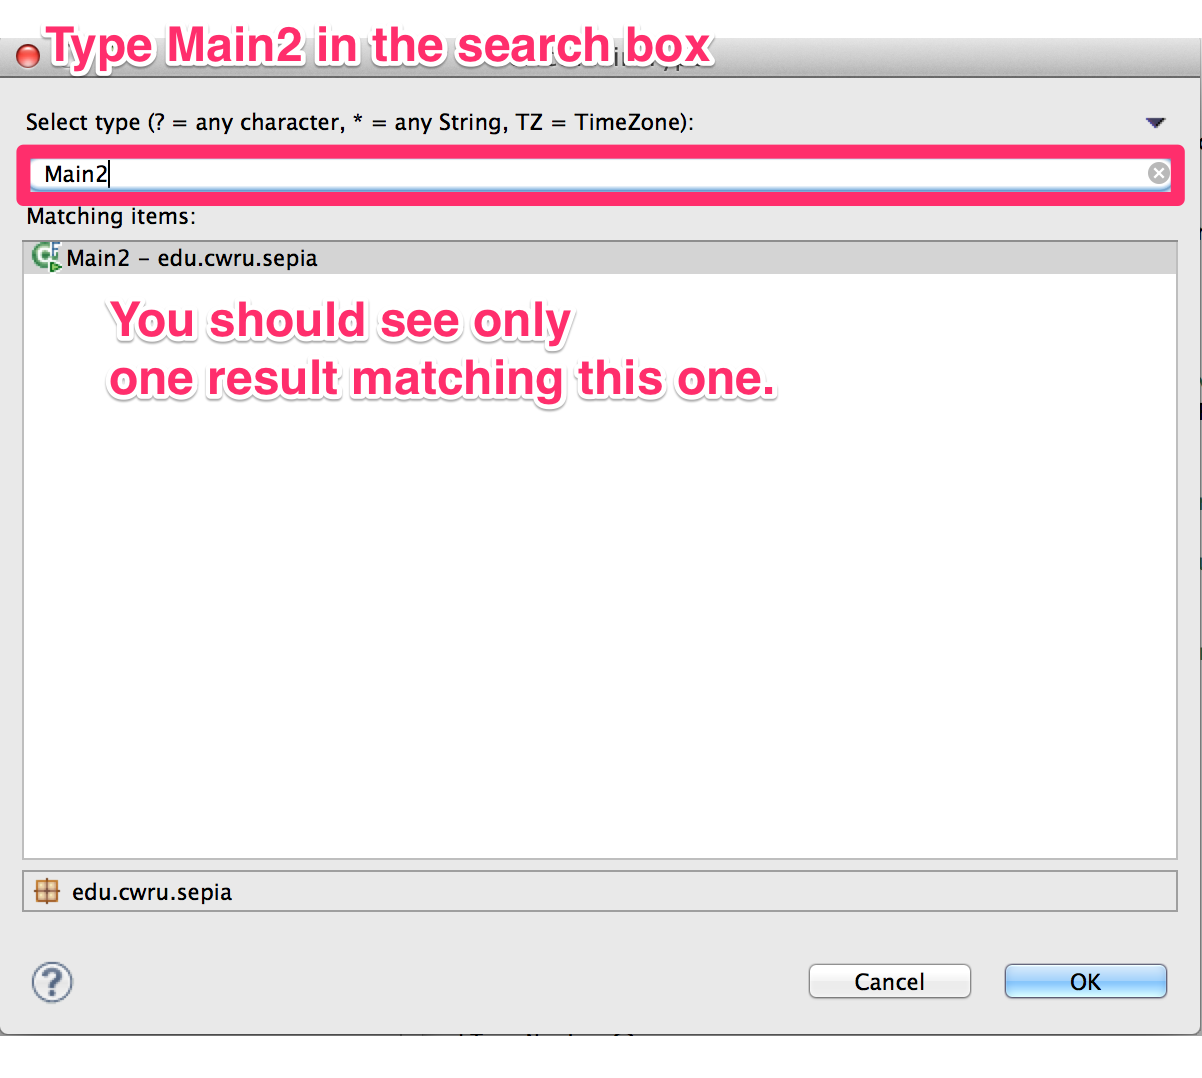 Type Main2 in the search box
Select type (? = any character, * = any String, TZ = TimeZone):
Main2
Matching items:
Main2 – edu.cwru.sepia
You should see only
one result matching this one.
edu.cwru.sepia
?
Cancel
OK